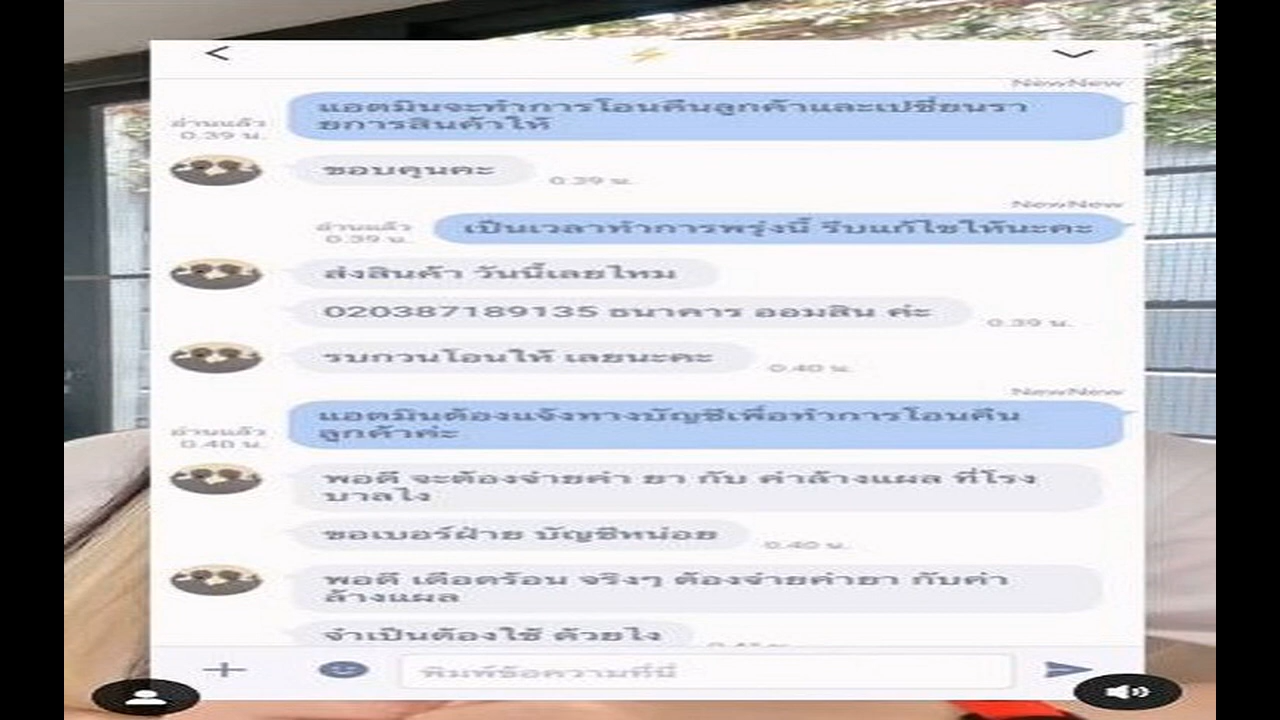 NewNew
แอดมินจะทำการโอนคืนลูกค้าและเปลี่ยนรา
ยการสินค้าให้
อ่านแล้ว
0.39 น.
ขอบคุนคะ
0.39 น.
NewNew
เป็นเวลาทำการพรุ่งนี้ รีบแก้ไขให้นะคะ
อ่านแล้ว
0.39 น.
ส่งสินค้า วันนี้เลยไหม
020387189135 ธนาคาร ออมสิน ค่ะ
0.39 น.
รบกวนโอนให้ เลยนะคะ
0.40 น.
NewNew
แอดมินต้องแจ้งทางบัญชีเพื่อทำการโอนคืน
ลูกค้าค่ะ
อ่านแล้ว
0.40 น.
พอดี จะต้องจ่ายค่า ยา กับ ค่าล้างแผล ที่โรง
บาลไง
ขอเบอร์ฝ่าย บัญชีหน่อย
0.40 น.
พอดี เดือดร้อน จริงๆ ต้องจ่ายค่ายา กับค่า
ล้างแผล
จำเป็นต้องใช้ ด้วยไง
พิมพ์ข้อความที่นี่